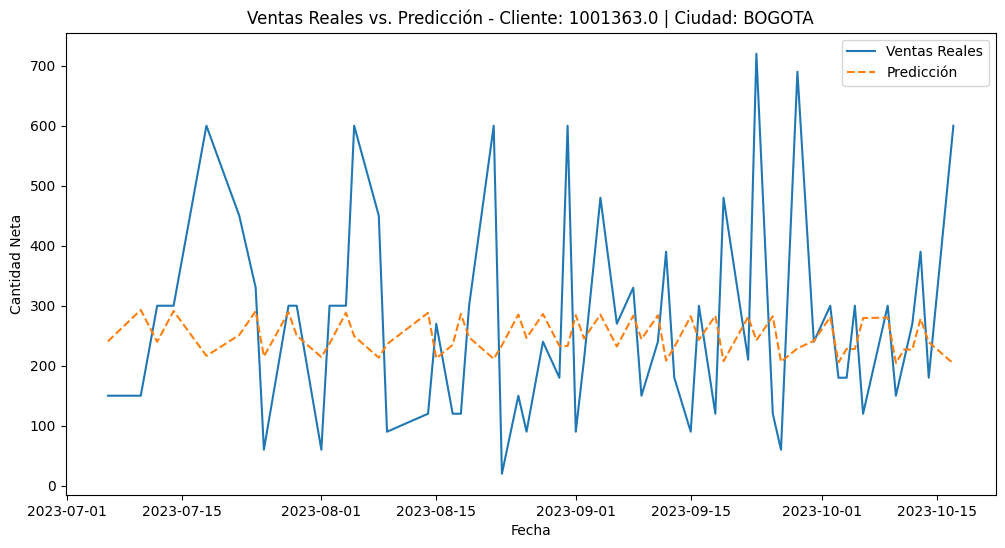 Ventas Reales vs. Predicción - Cliente: 1001363.0 | Ciudad: BOGOTA
Ventas Reales
Predicción
700
600
500
400
300
200
100
0
Cantidad Neta
2023-07-01 2023-07-15 2023-08-01 2023-08-15 2023-09-01 2023-09-15 2023-10-01 2023-10-15
Fecha